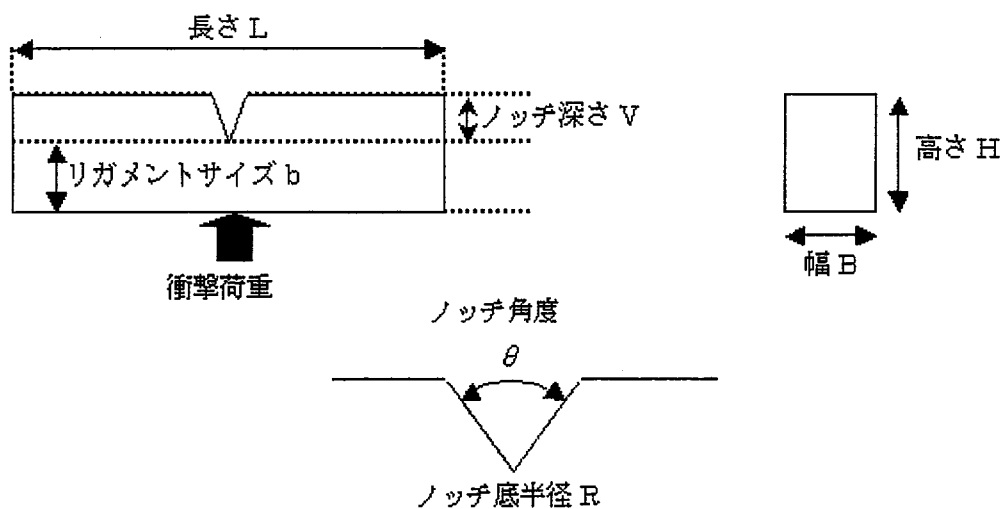 長さ L
ノッチ深さ V
リガメントサイズ b
高さ H
幅 B
衝撃荷重
ノッチ角度
θ
ノッチ底半径 R